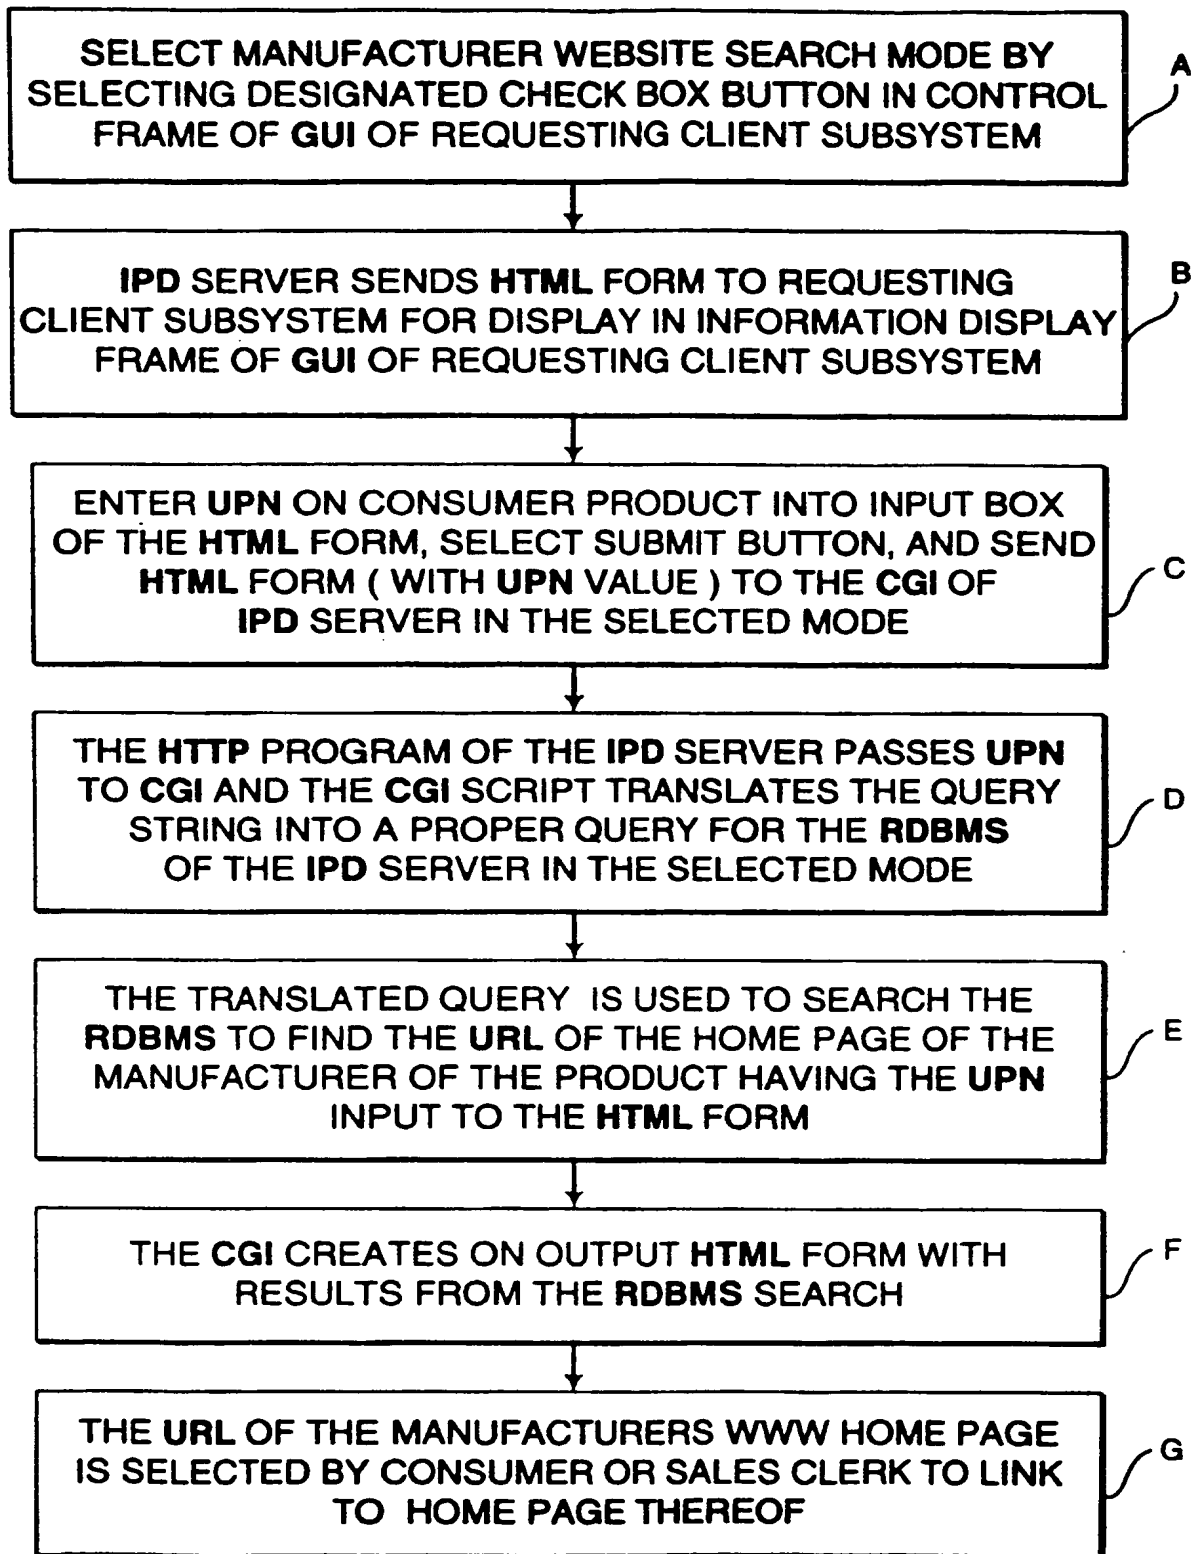 SELECT MANUFACTURER WEBSITE SEARCH MODE BY
SELECTING DESIGNATED CHECK BOX BUTTON IN CONTROL
FRAME OF GUI OF REQUESTING CLIENT SUBSYSTEM
A
IPD SERVER SENDS HTML FORM TO REQUESTING
CLIENT SUBSYSTEM FOR DISPLAY IN INFORMATION DISPLAY
FRAME OF GUI OF REQUESTING CLIENT SUBSYSTEM
B
ENTER UPN ON CONSUMER PRODUCT INTO INPUT BOX
OF THE HTML FORM, SELECT SUBMIT BUTTON, AND SEND
HTML FORM ( WITH UPN VALUE ) TO THE CGI OF
IPD SERVER IN THE SELECTED MODE
C
THE HTTP PROGRAM OF THE IPD SERVER PASSES UPN
TO CGI AND THE CGI SCRIPT TRANSLATES THE QUERY
STRING INTO A PROPER QUERY FOR THE RDBMS
OF THE IPD SERVER IN THE SELECTED MODE
D
THE TRANSLATED QUERY IS USED TO SEARCH THE
RDBMS TO FIND THE URL OF THE HOME PAGE OF THE
MANUFACTURER OF THE PRODUCT HAVING THE UPN
INPUT TO THE HTML FORM
E
THE CGI CREATES ON OUTPUT HTML FORM WITH
RESULTS FROM THE RDBMS SEARCH
F
THE URL OF THE MANUFACTURERS WWW HOME PAGE
IS SELECTED BY CONSUMER OR SALES CLERK TO LINK
TO HOME PAGE THEREOF
G